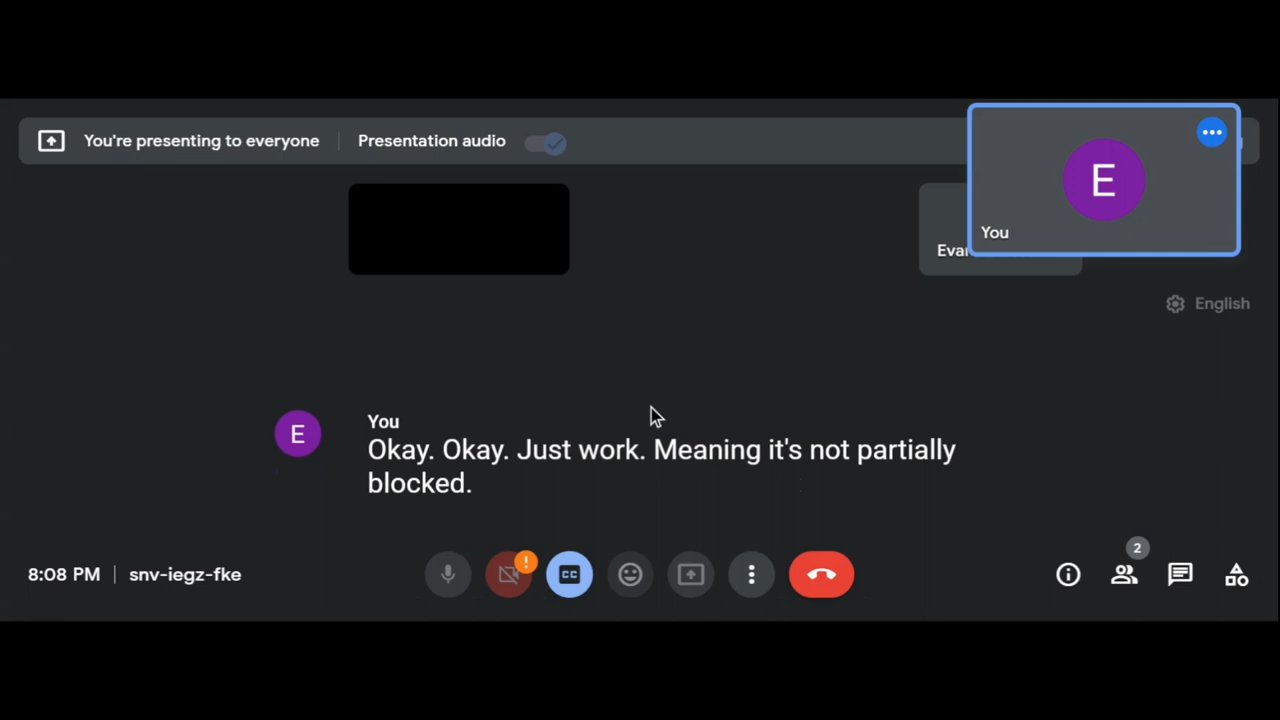 You're presenting to everyone
Presentation audio
E
You
English
E
You
Okay. Okay. Just work. Meaning it's not partially
blocked.
8:08 PM
snv-iegz-fke
!
CC
2